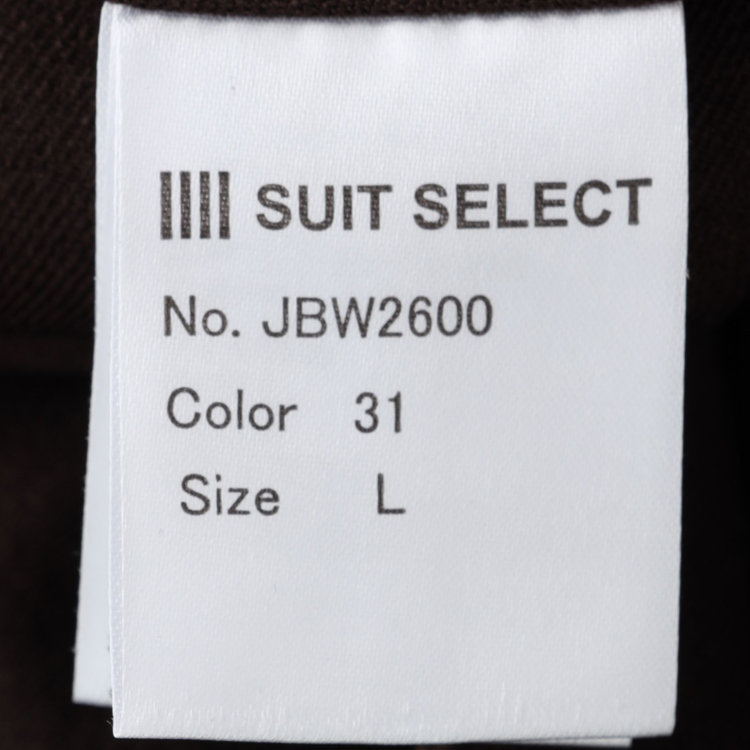 SUIT SELECT
No. JBW2600
Color 31
Size L